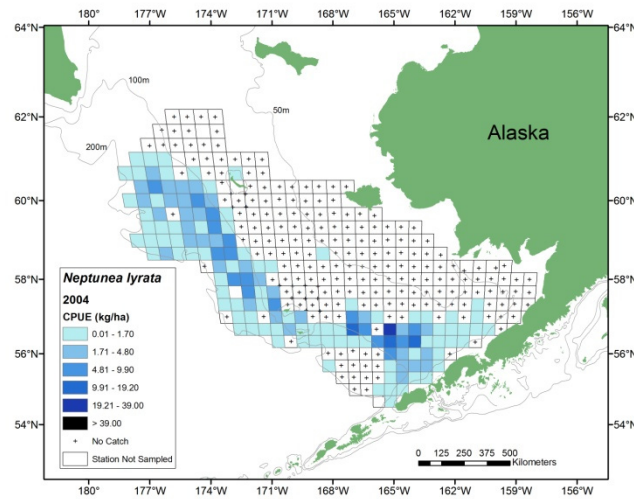 180° 177°W 174°W 171°W 168°W 165°W 162°W 159°W 156°W
64°N 64°N
100m
50m
62°N 62°N
200m
Alaska
60°N 60°N
58°N 58°N
Neptunea lyrata
2004
CPUE (kg/ha)
0.01 - 1.70
1.71 - 4.80
4.81 - 9.90
9.91 - 19.20
19.21 - 39.00
> 39.00
+ No Catch
Station Not Sampled
56°N 56°N
54°N 54°N
0 125 250 500
Kilometers
180° 177°W 174°W 171°W 168°W 165°W 162°W 159°W 156°W